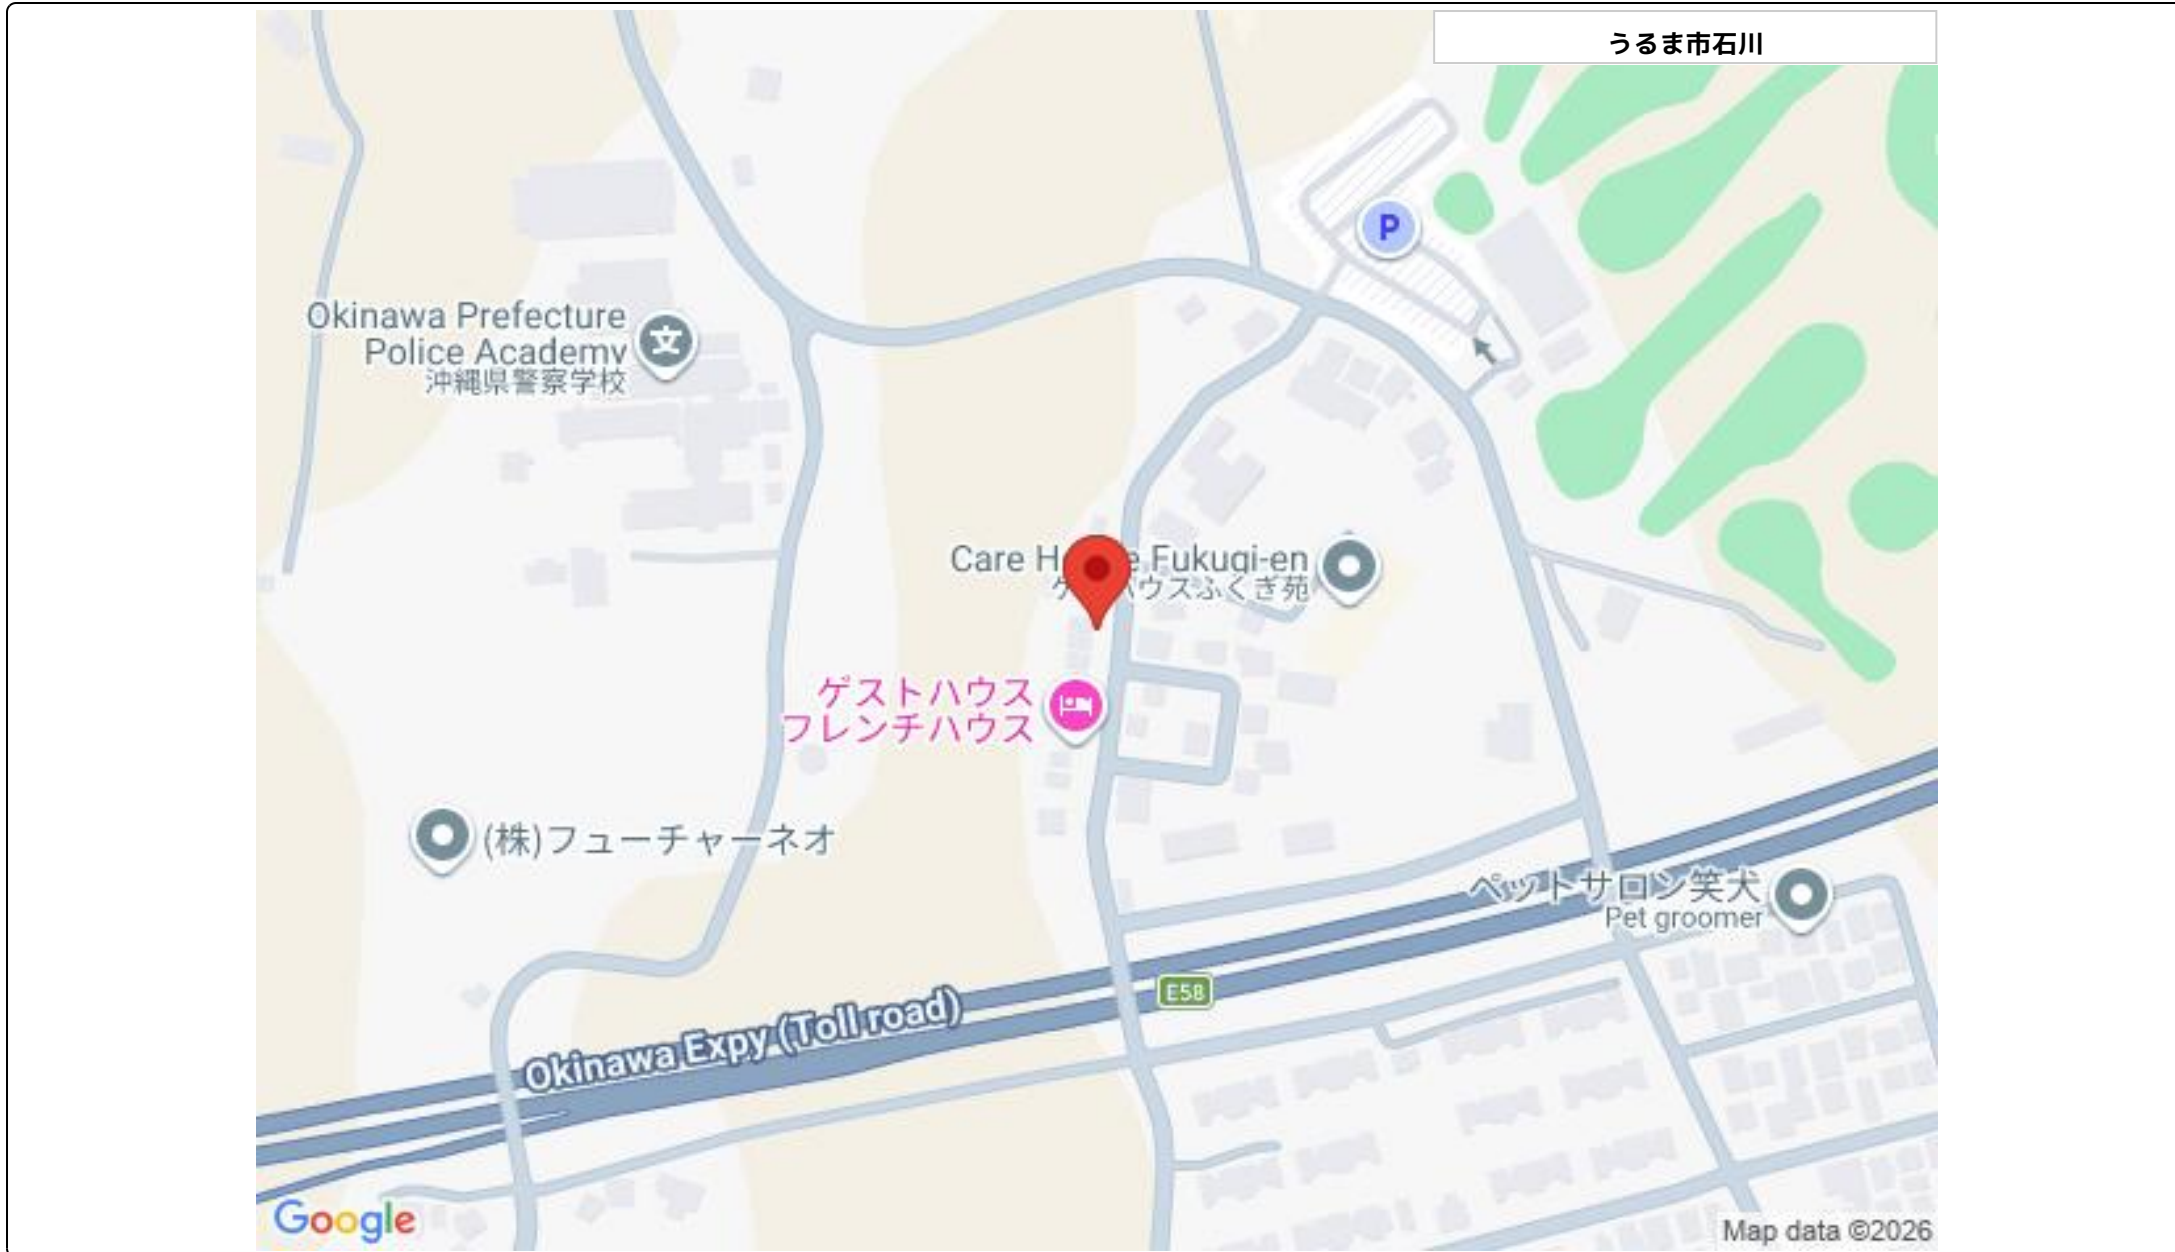 うるま市石川
Okinawa Prefecture
Police Academy
沖縄県警察学校
P
Care H e Fukugi-en
ハウスふくぎ苑
ゲストハウス
フレンチハウス
(株)フューチャーネオ
ペットサロン笑犬
Pet groomer
E58
Okinawa Expy (Toll road)
Google
Map data ©2026